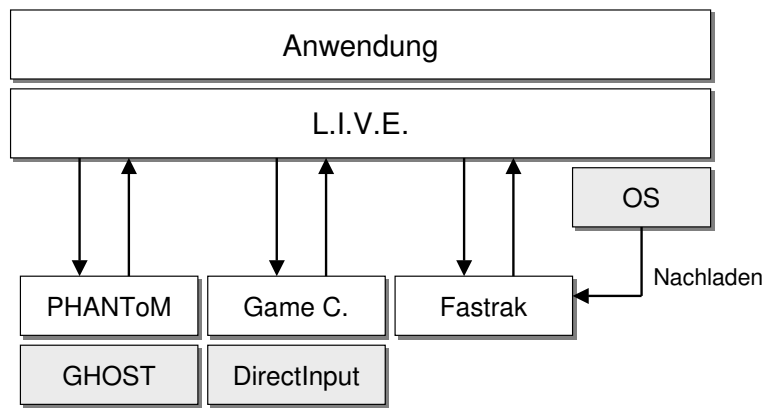 Anwendung
L.I.V.E.
OS
Nachladen
PHANToM
Game C.
Fastrak
GHOST
DirectInput